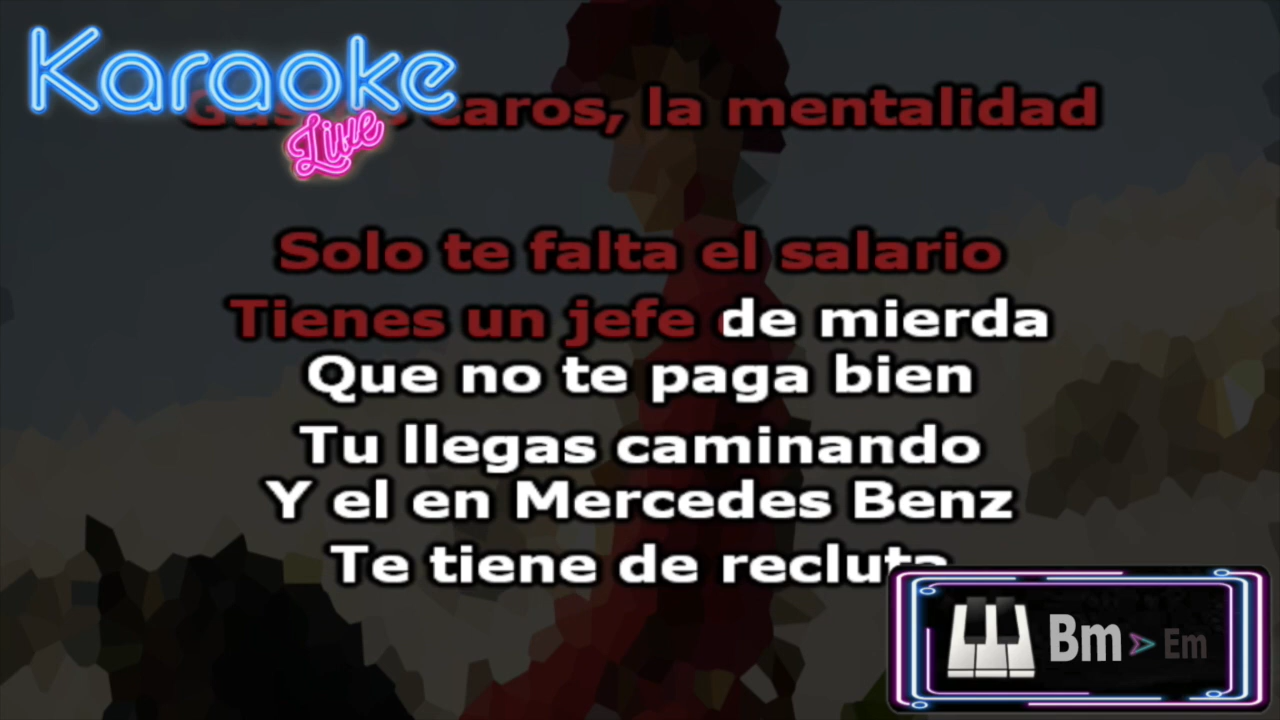 Karaoke
Live
caros, la mentalidad
Solo te falta el salario
Tienes un jefe de mierda
Que no te paga bien
Tu llegas caminando
Y el en Mercedes Benz
Te tiene de recluta
Bm
Em